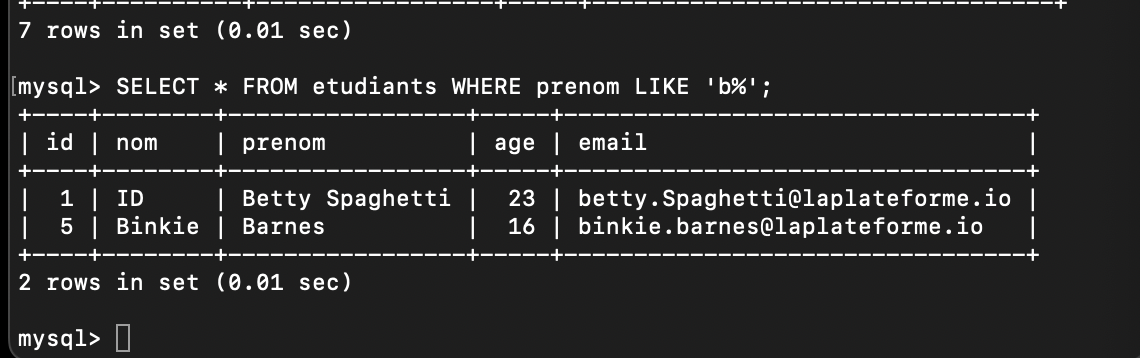 +----+----------+------------------+-----+---------------------------------+
7 rows in set (0.01 sec)
[mysql> SELECT * FROM etudiants WHERE prenom LIKE 'b%';
+----+--------+-----------------+-----+---------------------------------+
| id | nom    | prenom          | age | email                           |
+----+--------+-----------------+-----+---------------------------------+
|  1 | ID     | Betty Spaghetti |  23 | betty.Spaghetti@laplateforme.io |
|  5 | Binkie | Barnes          |  16 | binkie.barnes@laplateforme.io   |
+----+--------+-----------------+-----+---------------------------------+
2 rows in set (0.01 sec)
mysql>